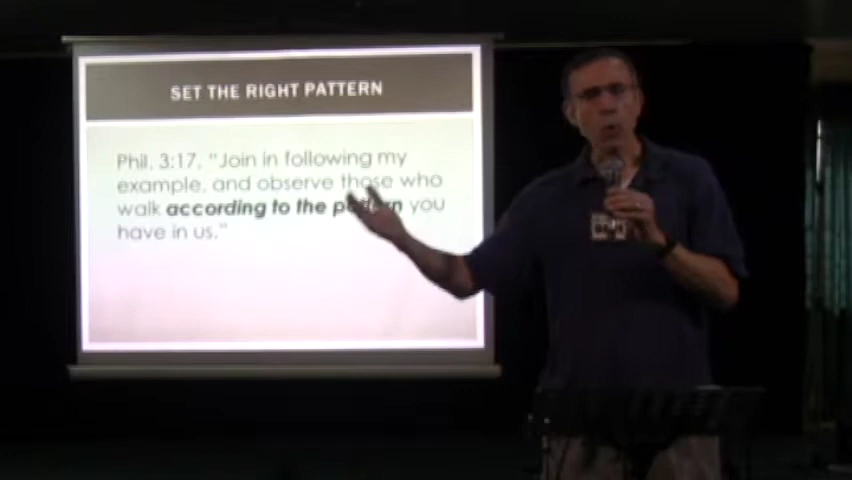 SET THE RIGHT PATTERN
Phil. 3:17, "Join in following my
example, and observe those who
walk according to the pattern you
have in us."